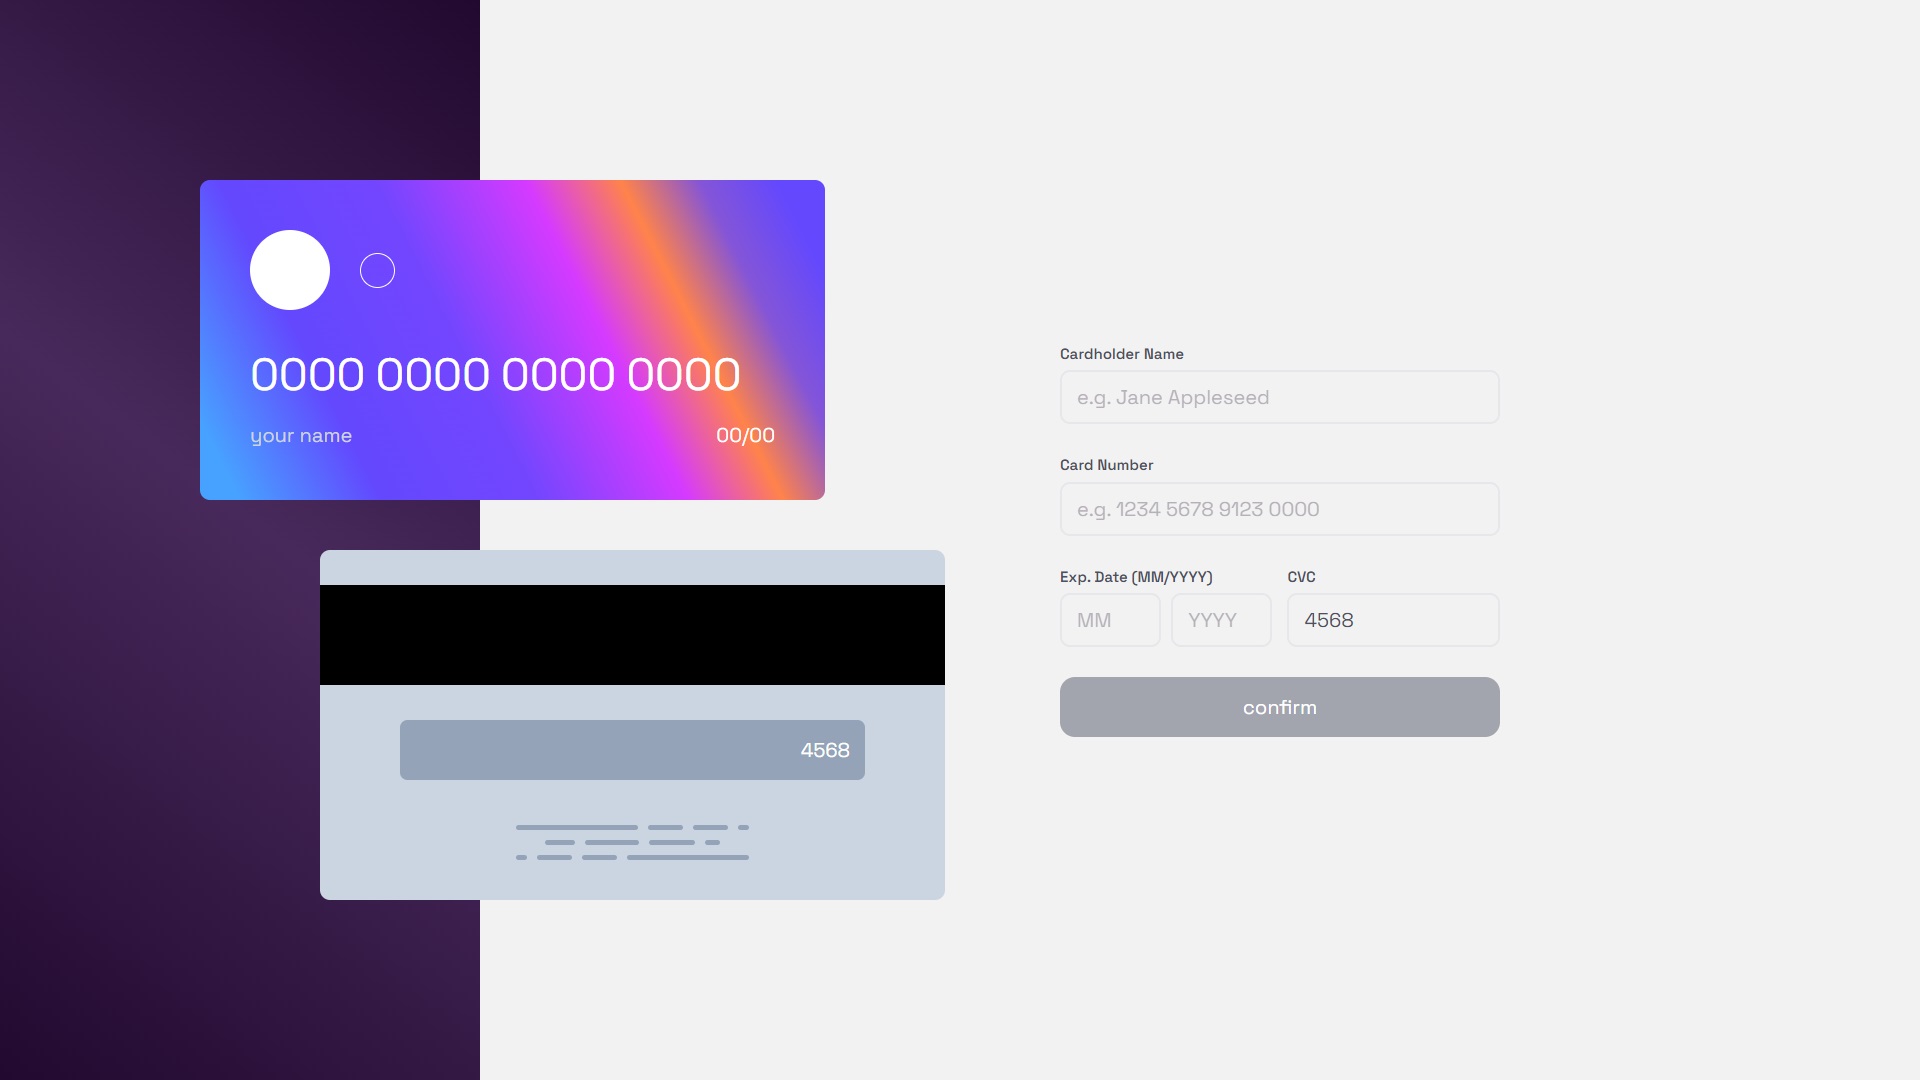 0000 0000 0000 0000
your name 00/00
4568
Cardholder Name
e.g. Jane Appleseed
Card Number
e.g. 1234 5678 9123 0000
Exp. Date (MM/YYYY) CVC
MM YYYY 4568
confirm